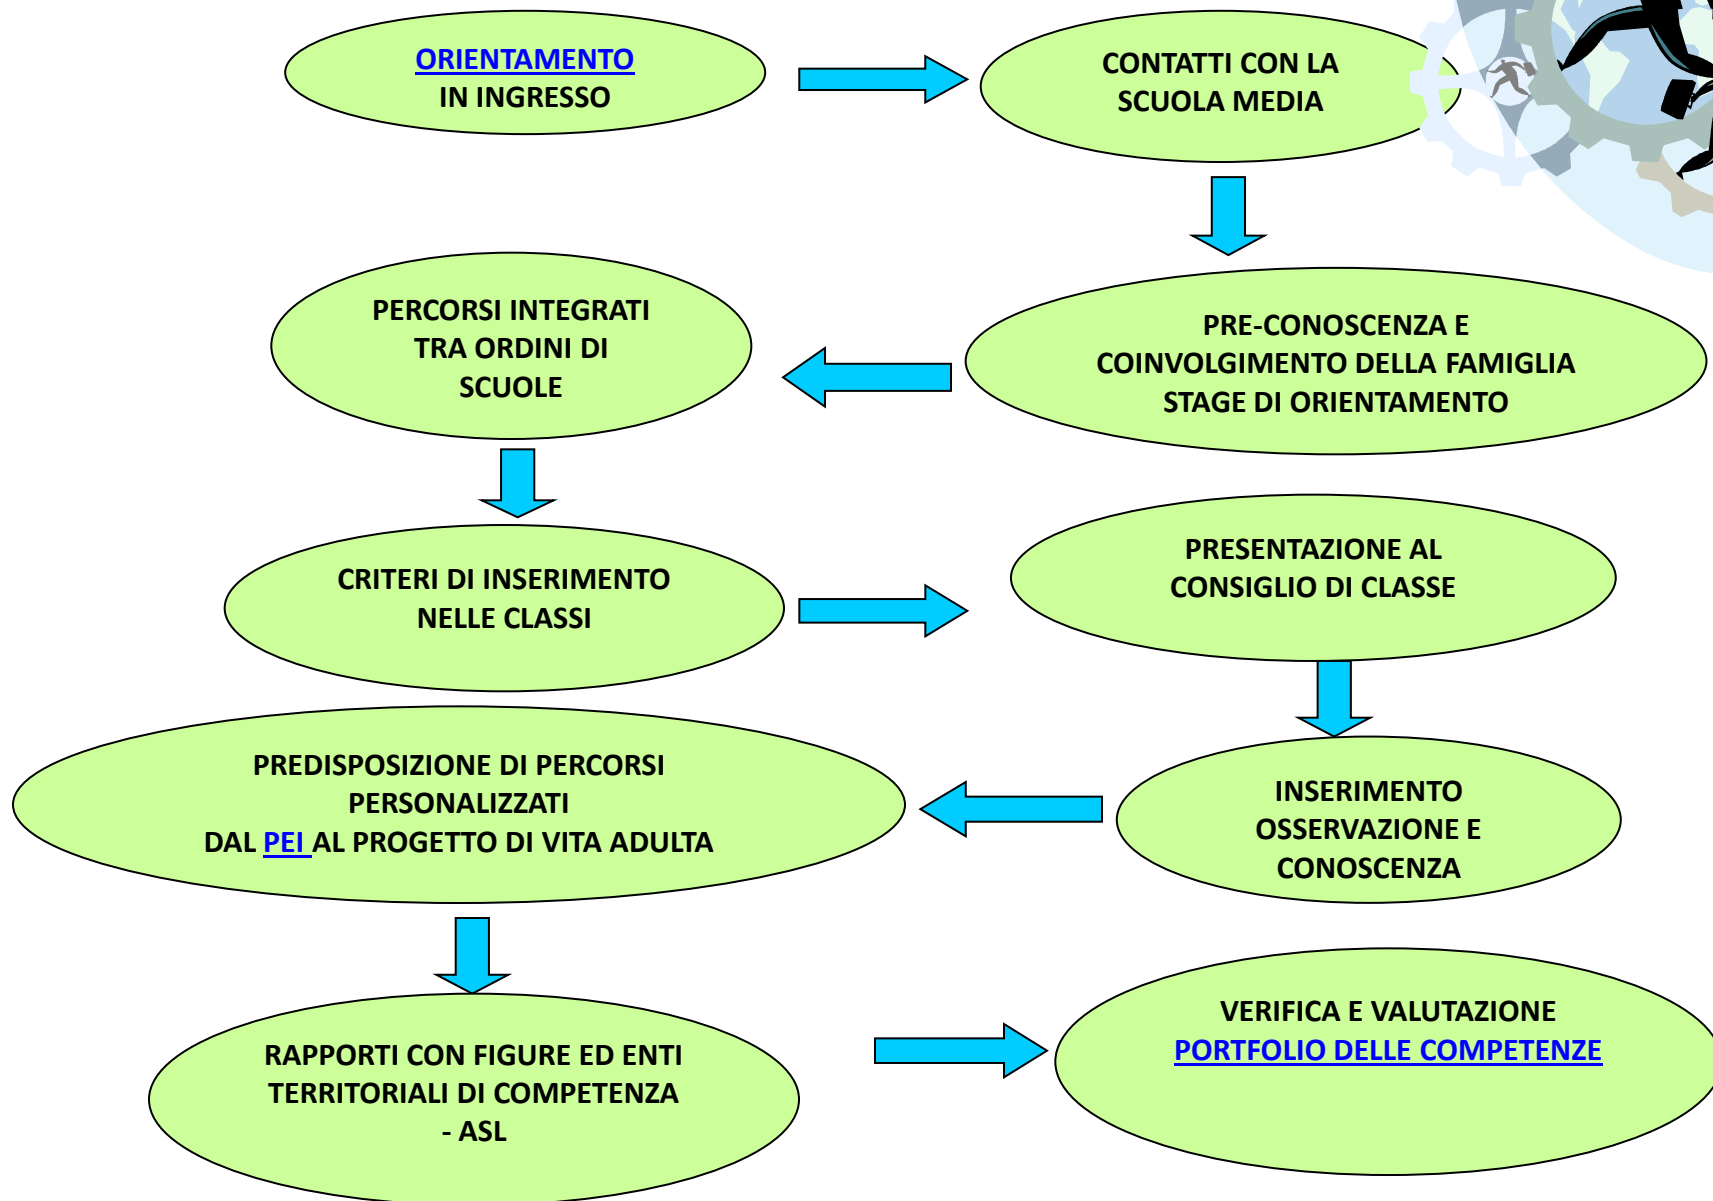 ORIENTAMENTO
IN INGRESSO
CONTATTI CON LA
SCUOLA MEDIA
PRE-CONOSCENZA E
COINVOLGIMENTO DELLA FAMIGLIA
STAGE DI ORIENTAMENTO
PERCORSI INTEGRATI
TRA ORDINI DI
SCUOLE
CRITERI DI INSERIMENTO
NELLE CLASSI
PRESENTAZIONE AL
CONSIGLIO DI CLASSE
INSERIMENTO
OSSERVAZIONE E
CONOSCENZA
PREDISPOSIZIONE DI PERCORSI
PERSONALIZZATI
DAL PEI AL PROGETTO DI VITA ADULTA
RAPPORTI CON FIGURE ED ENTI
TERRITORIALI DI COMPETENZA
- ASL
VERIFICA E VALUTAZIONE
PORTFOLIO DELLE COMPETENZE